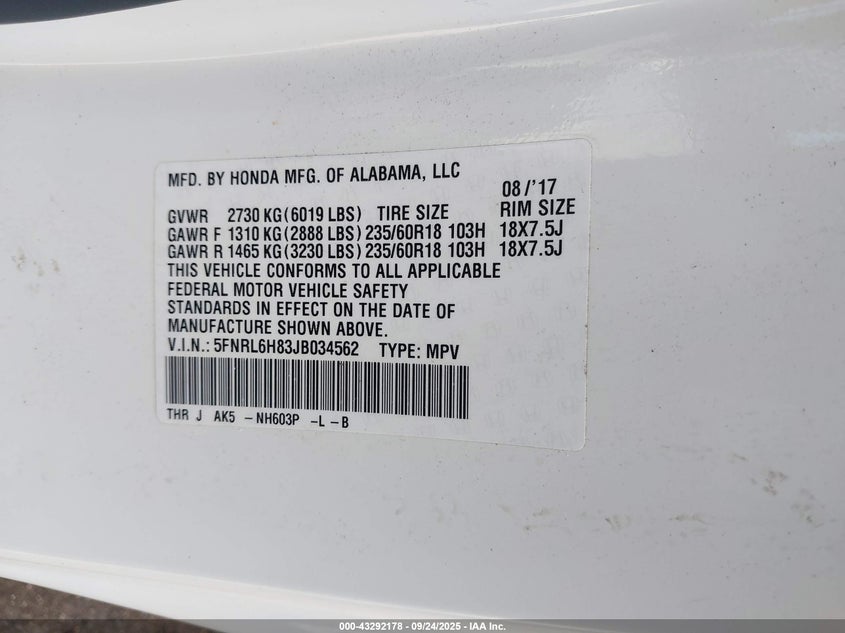 MFD. BY HONDA MFG. OF ALABAMA, LLC
08/'17
GVWR 2730 KG(6019 LBS) TIRE SIZE RIM SIZE
GAWR F 1310 KG(2888 LBS) 235/60R18 103H 18X7.5J
GAWR R 1465 KG(3230 LBS) 235/60R18 103H 18X7.5J
THIS VEHICLE CONFORMS TO ALL APPLICABLE
FEDERAL MOTOR VEHICLE SAFETY
STANDARDS IN EFFECT ON THE DATE OF
MANUFACTURE SHOWN ABOVE.
V.I.N.: 5FNRL6H83JB034562 TYPE: MPV
THR J AK5 -NH603P -L -B
000-43292178 - 09/24/2025 - IAA Inc.